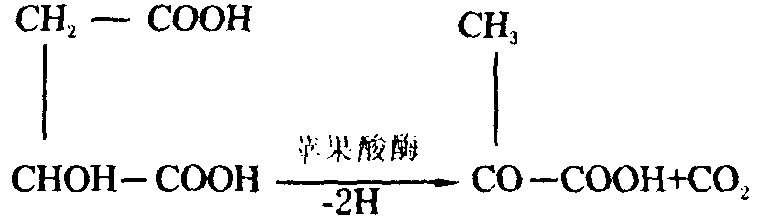 CH₂ — COOH CH₃
苹果酸酶
CHOH—COOH CO—COOH+CO₂
-2H